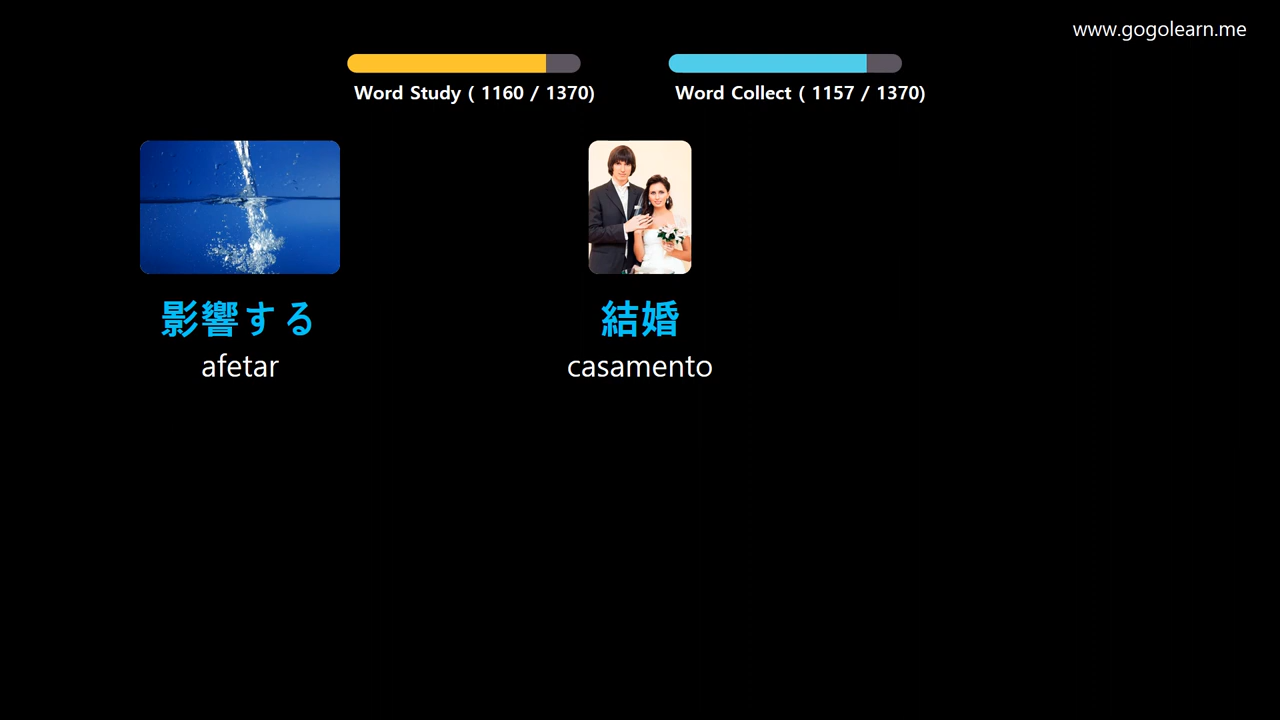 www.gogolearn.me
Word Study ( 1160 / 1370)
Word Collect ( 1157 / 1370)
影響する
afetar
結婚
casamento